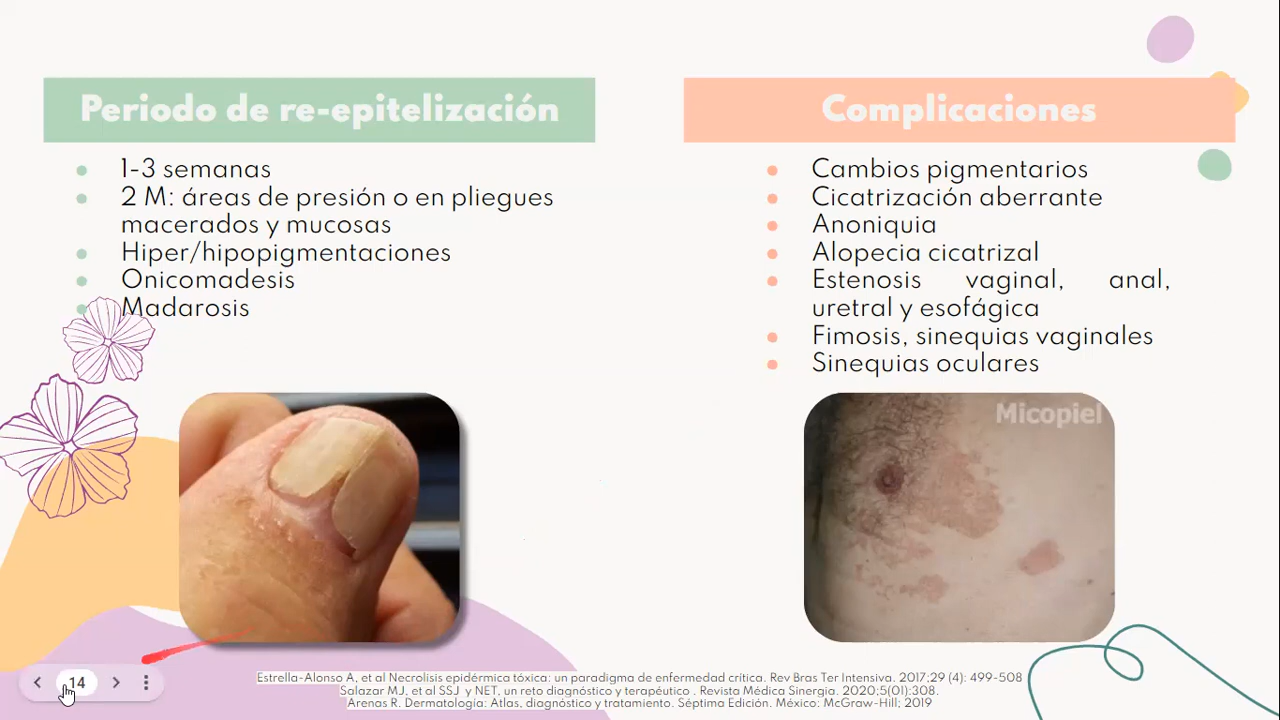 Periodo de re-epitelización
1-3 semanas
2 M: áreas de presión o en pliegues
macerados y mucosas
Hiper/hipopigmentaciones
Onicomadesis
Madarosis
Complicaciones
Cambios pigmentarios
Cicatrización aberrante
Anoniquia
Alopecia cicatrizal
Estenosis vaginal, anal,
uretral y esofágica
Fimosis, sinequias vaginales
Sinequias oculares
Micopiel
14
Estrella-Alonso A, et al Necrolisis epidérmica tóxica: un paradigma de enfermedad crítica. Rev Bras Ter Intensiva. 2017;29 (4): 499-508
Salazar MJ, et al SSJ y NET, un reto diagnóstico y terapéutico . Revista Médica Sinergia. 2020;5(01):308.
Arenas R. Dermatología: Atlas, diagnóstico y tratamiento. Séptima Edición. México: McGraw-Hill; 2019